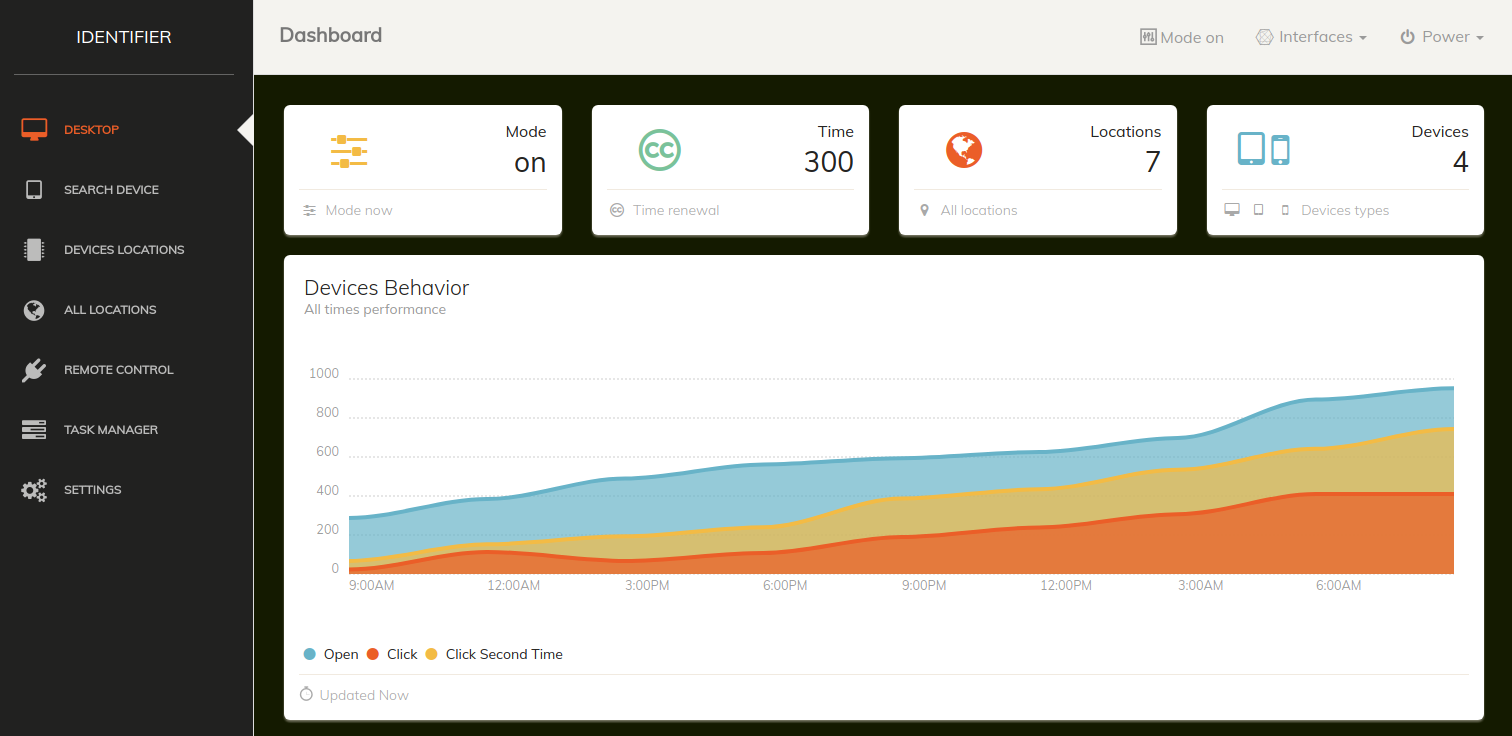 IDENTIFIER
DESKTOP
SEARCH DEVICE
DEVICES LOCATIONS
ALL LOCATIONS
REMOTE CONTROL
TASK MANAGER
SETTINGS
Dashboard
Mode on
Interfaces
Power
Mode
on
Mode now
CC
Time
300
CC
Time renewal
Locations
7
All locations
Devices
4
Devices types
Devices Behavior
All times performance
1000
800
600
400
200
0
9:00AM 12:00AM 3:00PM 6:00PM 9:00PM 12:00PM 3:00AM 6:00AM
Open Click Click Second Time
Updated Now